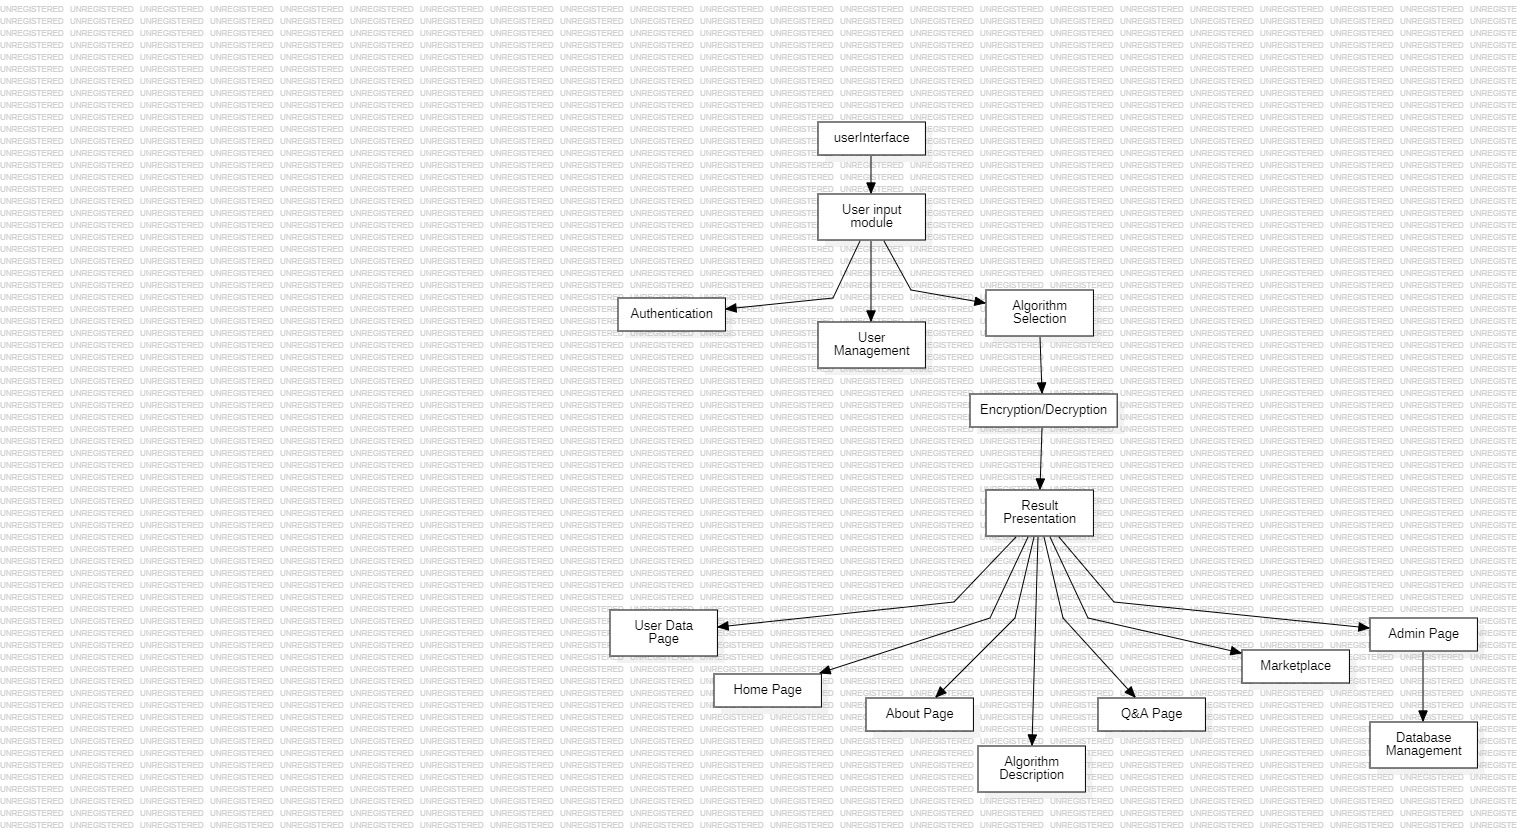 userInterface
User input
module
Authentication
User
Management
Algorithm
Selection
Encryption/Decryption
Result
Presentation
User Data
Page
Home Page
About Page
Algorithm
Description
Q&A Page
Marketplace
Admin Page
Database
Management
UNREGISTERED